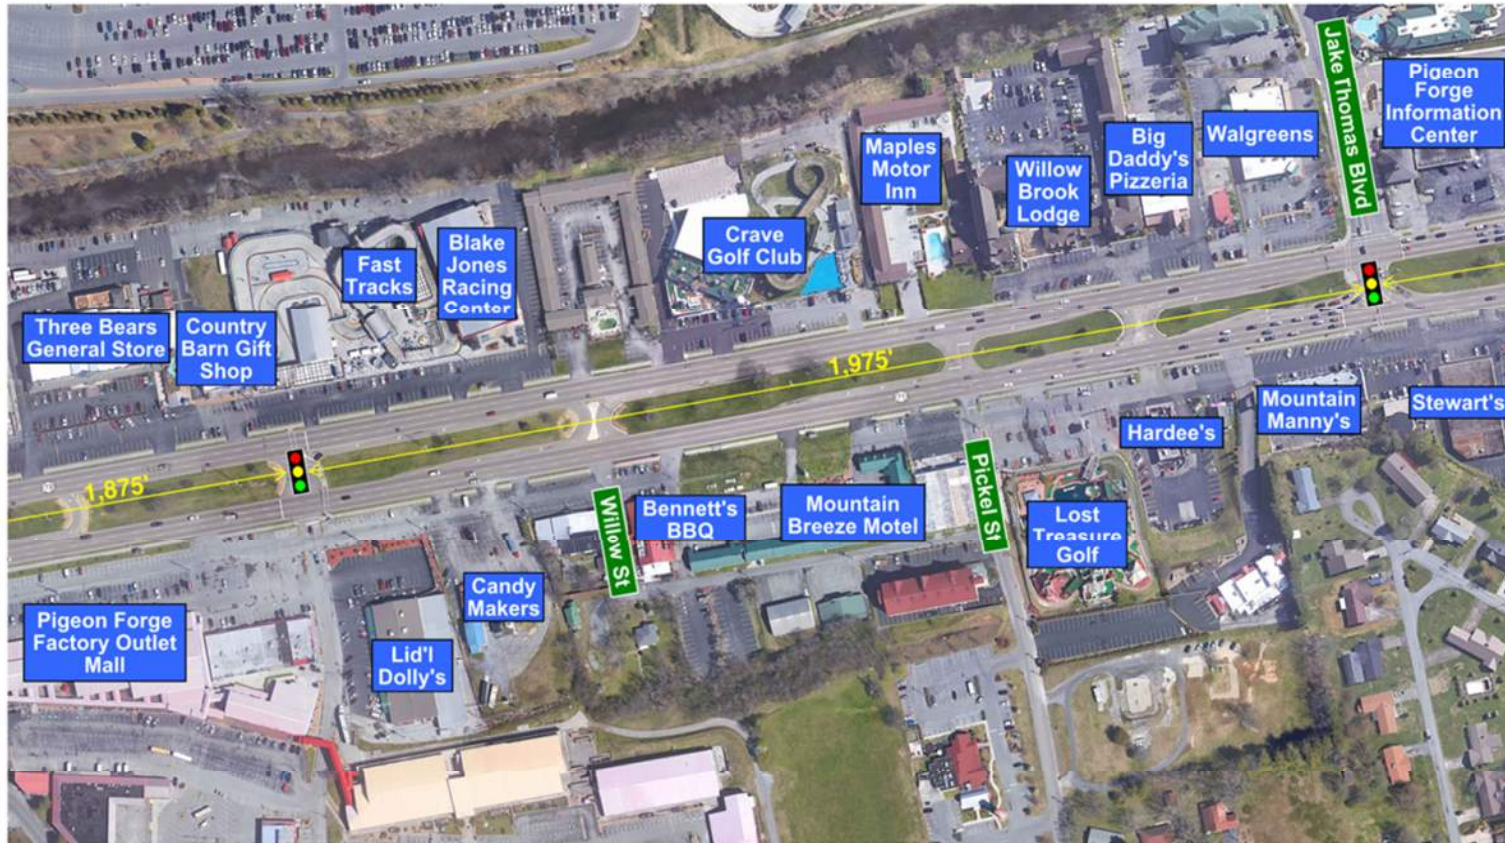 Jake Thomas Blvd
Pigeon
Forge
Information
Center
Maples
Motor
Inn
Willow
Brook
Lodge
Big
Daddy's
Pizzeria
Walgreens
Crave
Golf Club
Fast
Tracks
Blake
Jones
Racing
Center
Three Bears
General Store
Country
Barn Gift
Shop
1,975'
1,875'
Hardee's
Mountain
Manny's
Stewart's
Willow St
Bennett's
BBQ
Mountain
Breeze Motel
Pickel St
Lost
Treasure
Golf
Candy
Makers
Pigeon Forge
Factory Outlet
Mall
Lid'l
Dolly's